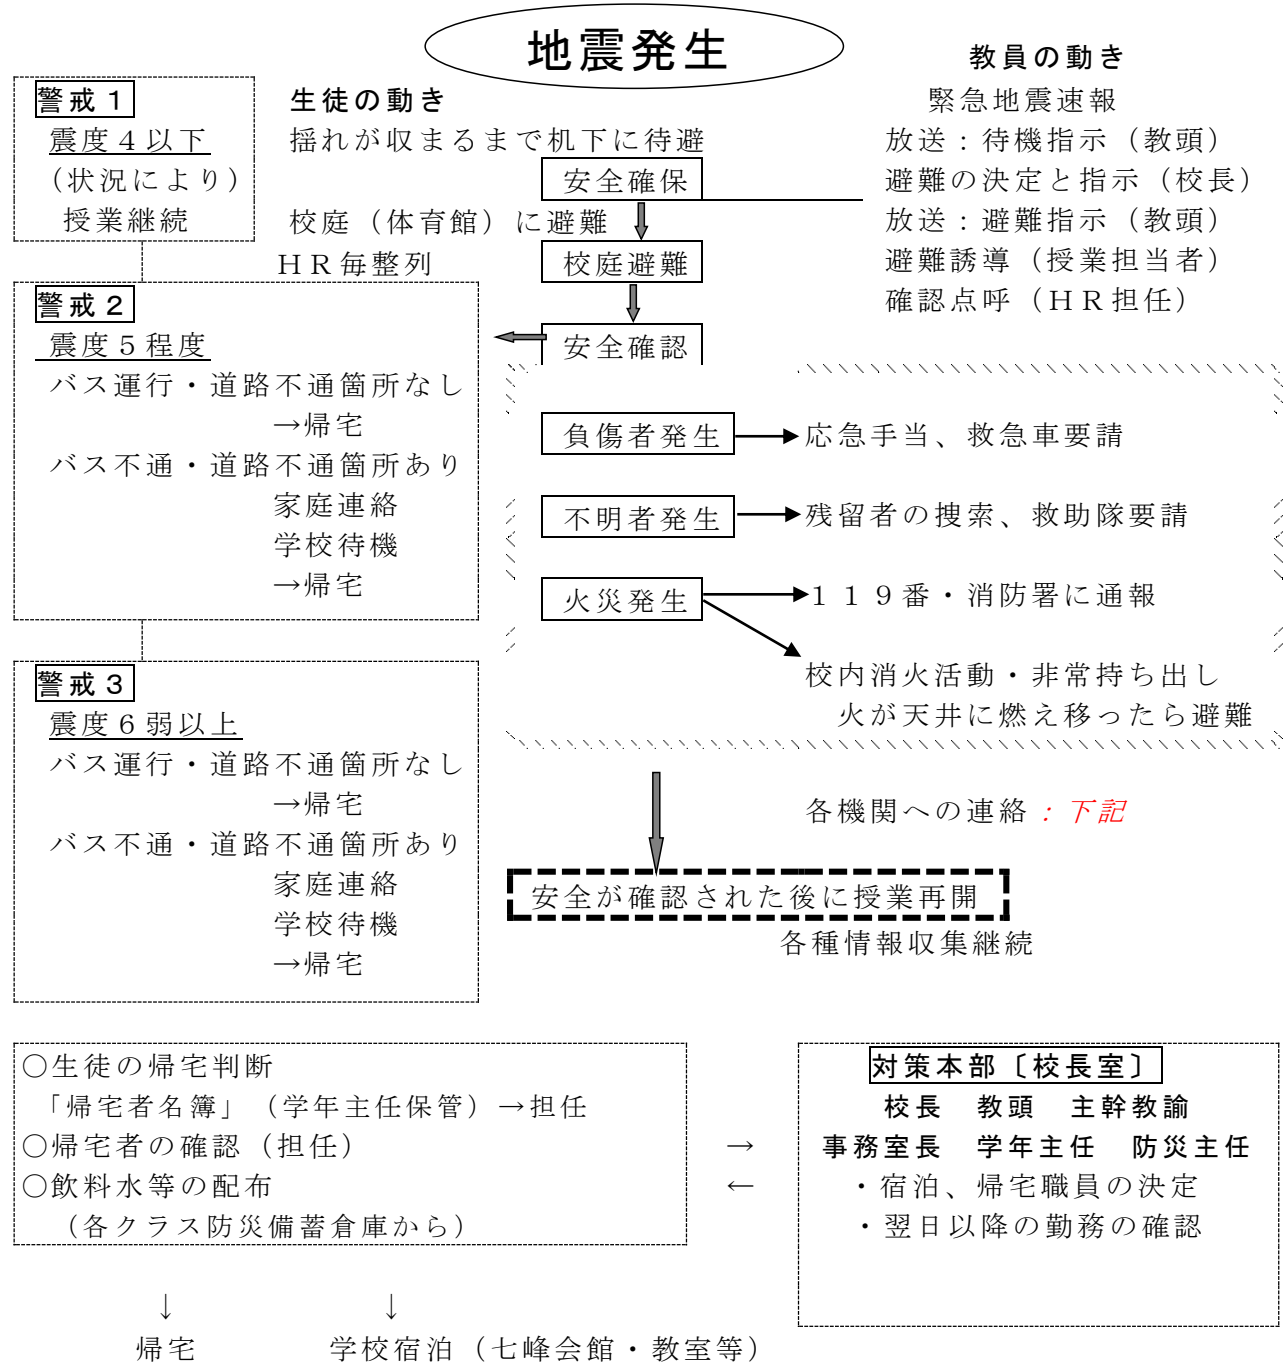 地震発生
教員の動き
警戒１
生徒の動き
緊急地震速報
震度４以下
揺れが収まるまで机下に待避
放送：待機指示（教頭）
（状況により）
安全確保
避難の決定と指示（校長）
授業継続
校庭（体育館）に避難
放送：避難指示（教頭）
ＨＲ毎整列
校庭避難
避難誘導（授業担当者）
確認点呼（ＨＲ担任）
警戒２
震度５程度
安全確認
バス運行・道路不通箇所なし
→帰宅
バス不通・道路不通箇所あり
家庭連絡
学校待機
→帰宅
負傷者発生
応急手当、救急車要請
不明者発生
残留者の捜索、救助隊要請
火災発生
１１９番・消防署に通報
校内消火活動・非常持ち出し
火が天井に燃え移ったら避難
警戒３
震度６弱以上
バス運行・道路不通箇所なし
→帰宅
バス不通・道路不通箇所あり
家庭連絡
学校待機
→帰宅
各機関への連絡：下記
安全が確認された後に授業再開
各種情報収集継続
○生徒の帰宅判断
「帰宅者名簿」（学年主任保管）→担任
○帰宅者の確認（担任）
○飲料水等の配布
（各クラス防災備蓄倉庫から）
→
←
対策本部〔校長室〕
校長　教頭　主幹教諭
事務室長　学年主任　防災主任
・宿泊、帰宅職員の決定
・翌日以降の勤務の確認
↓　↓
帰宅　学校宿泊（七峰会館・教室等）